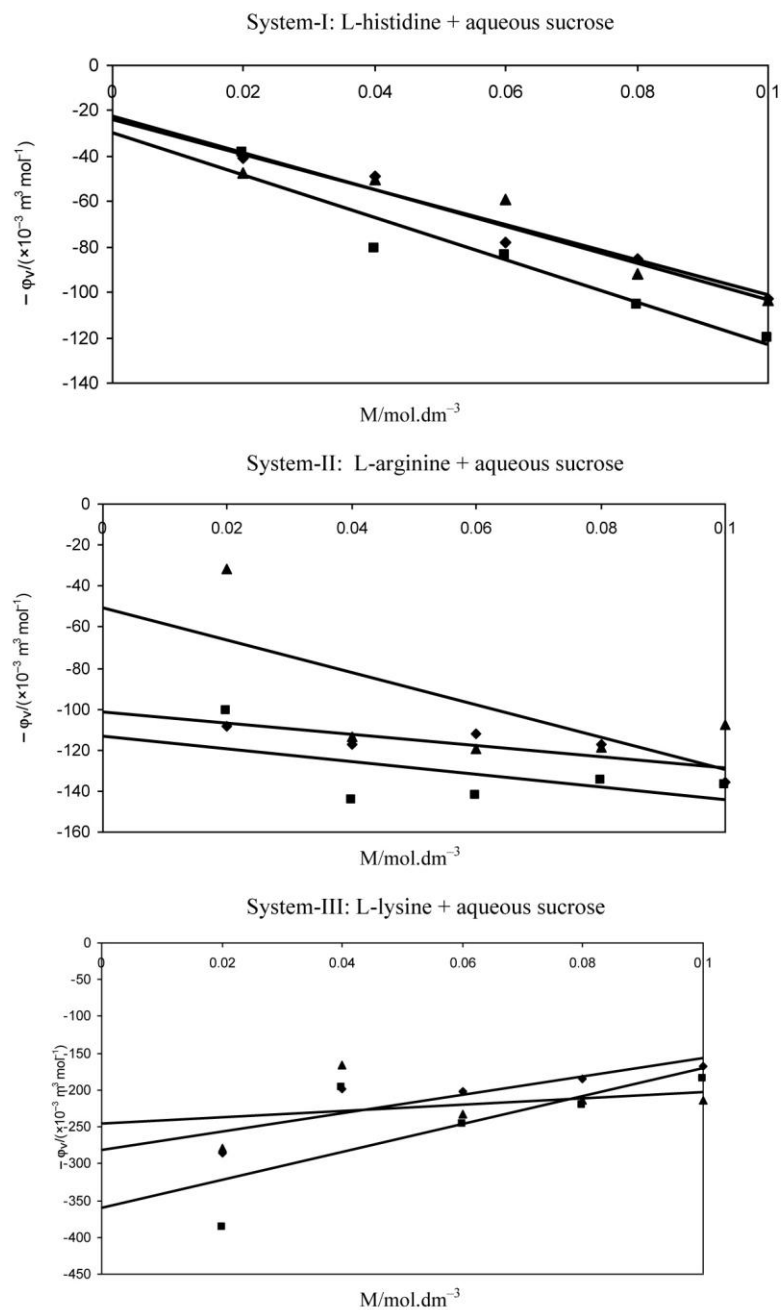 System-I: L-histidine + aqueous sucrose
0
0 0.02 0.04 0.06 0.08 0 1
-20
-40
-60
-80
-100
-120
-140
– φv/(×10⁻³ m³ mol⁻¹)
M/mol.dm⁻³
System-II: L-arginine + aqueous sucrose
0
0 0.02 0.04 0.06 0.08 0 1
-20
-40
-60
-80
-100
-120
-140
-160
– φv/(×10⁻³ m³ mol⁻¹)
M/mol.dm⁻³
System-III: L-lysine + aqueous sucrose
0
0 0.02 0.04 0.06 0.08 0 1
-50
-100
-150
-200
-250
-300
-350
-400
-450
– φv/(×10⁻³ m³ mol⁻¹)
M/mol.dm⁻³